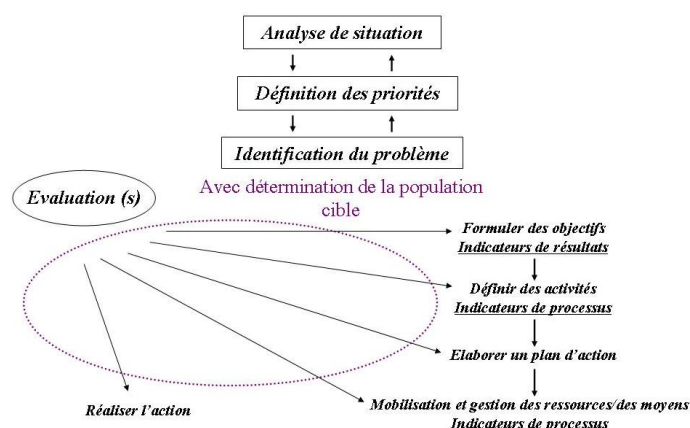 Analyse de situation
Définition des priorités
Identification du problème
Avec détermination de la population
cible
Evaluation (s)
Formuler des objectifs
Indicateurs de résultats
Définir des activités
Indicateurs de processus
Elaborer un plan d'action
Mobilisation et gestion des ressources/des moyens
Indicateurs de processus
Réaliser l'action